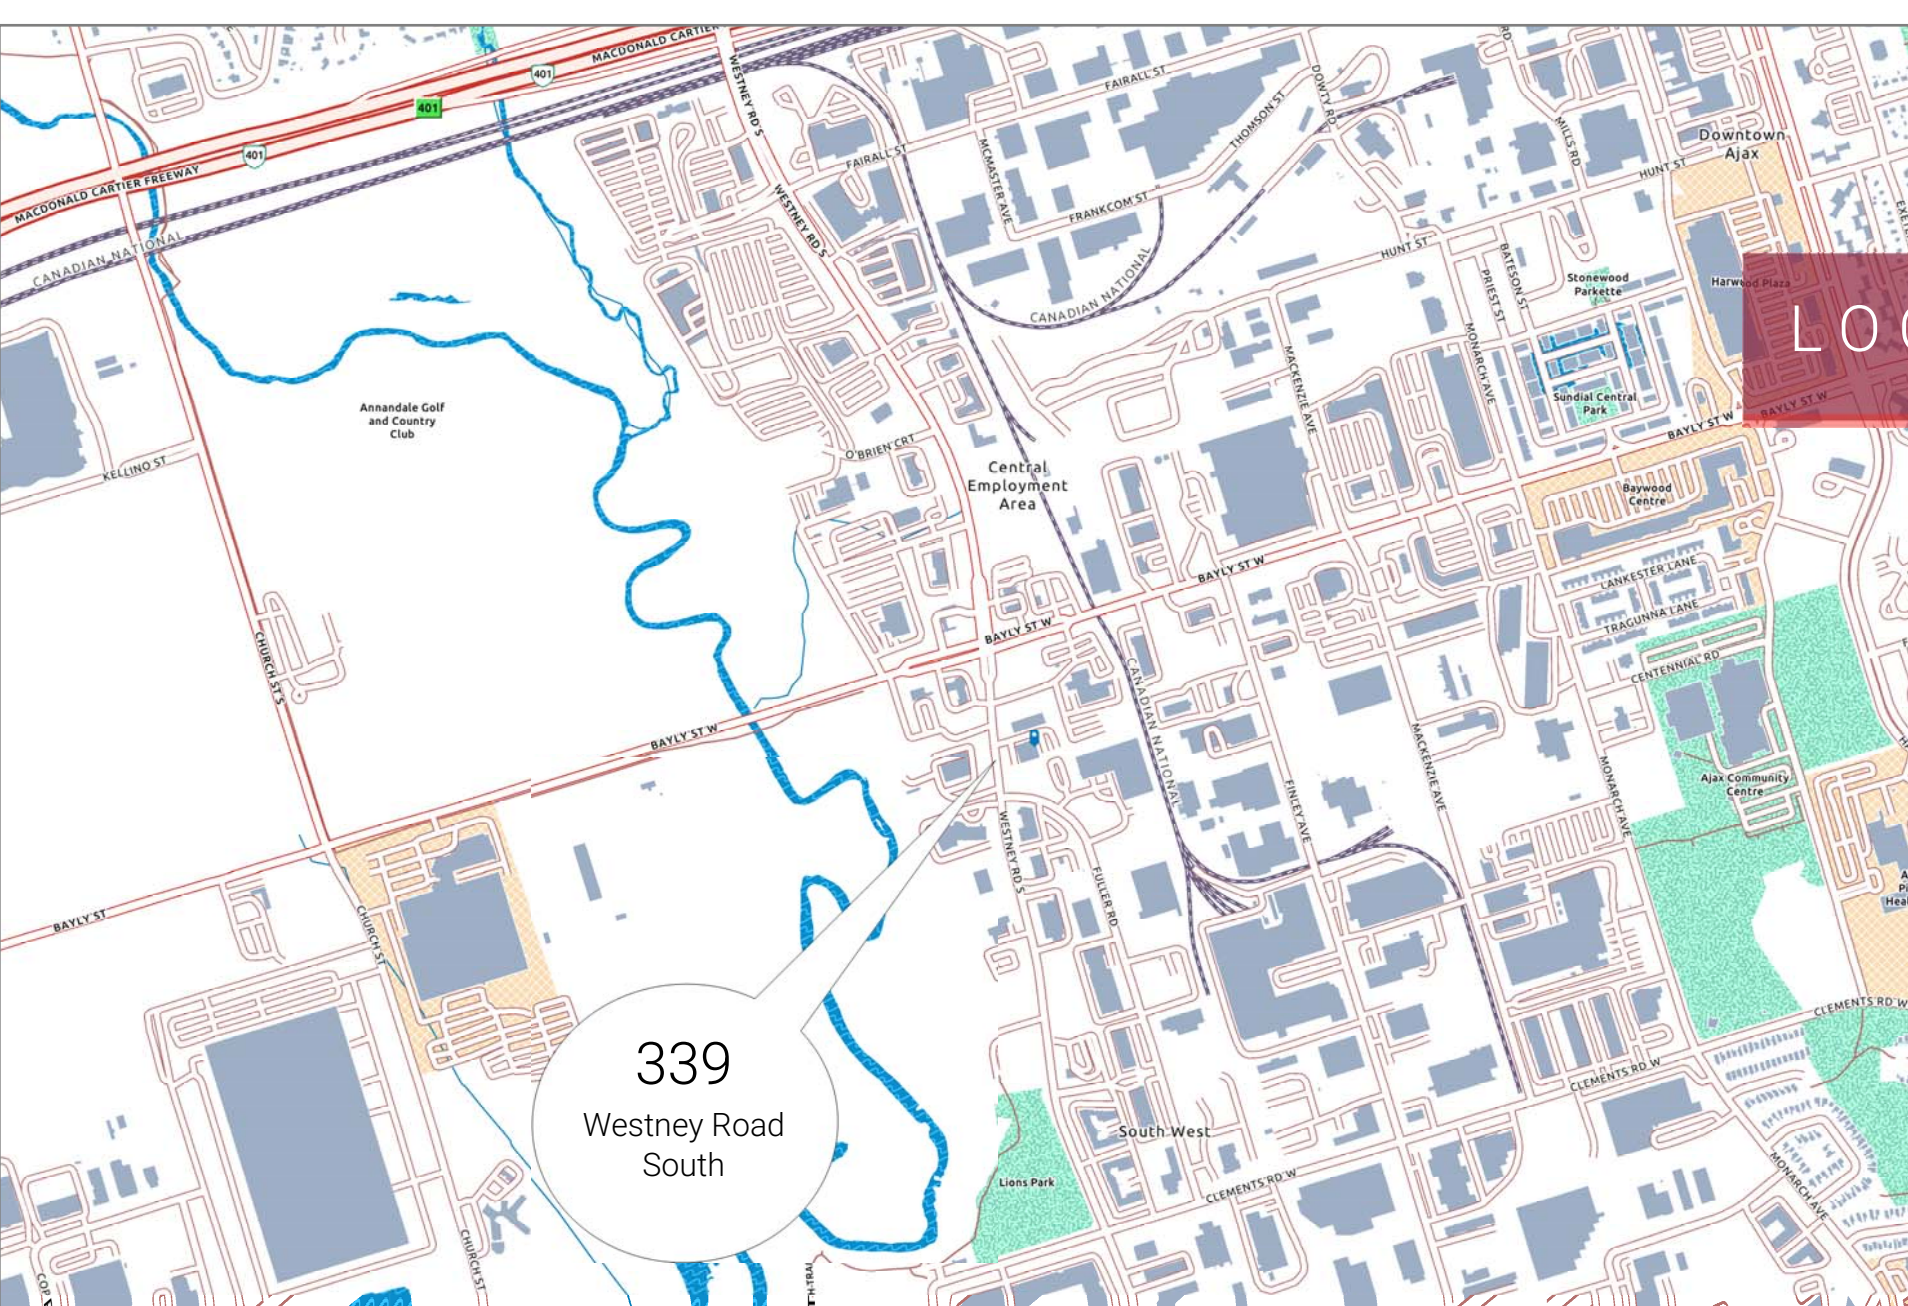 MACDONALD CARTIER
401
401
401
MACDONALD CARTIER FREEWAY
CANADIAN NATIONAL
WESTNEY RD S
WESTNEY RD S
FAIRALL ST
FAIRALL ST
MCMASTER AVE
FRANKCOM ST
THOMSON ST
DOWTY RD
MILLS RD
RD
Downtown
Ajax
HUNT ST
HUNT ST
CANADIAN NATIONAL
BATESON ST
PRIEST ST
Stonewood
Parkette
Harwood Plaza
LOC
MONARCH AVE
MACKENZIE AVE
Sundial Central
Park
BAYLY ST W
BAYLY ST W
Annandale Golf
and Country
Club
KELLINO ST
O'BRIEN CRT
Central
Employment
Area
Baywood
Centre
BAYLY ST W
LANKESTER LANE
TRAGUNNA LANE
CENTENNIAL RD
CHURCH ST S
BAYLY ST W
BAYLY ST W
CANADIAN NATIONAL
MACKENZIE AVE
MONARCH AVE
Ajax Community
Centre
FINLEY AVE
WESTNEY RD S
FULLER RD
BAYLY ST
CHURCH ST
CLEMENTS RD W
CLEMENTS RD W
339
Westney Road
South
South West
Lions Park
CLEMENTS RD W
MONARCH AVE
CHURCH ST